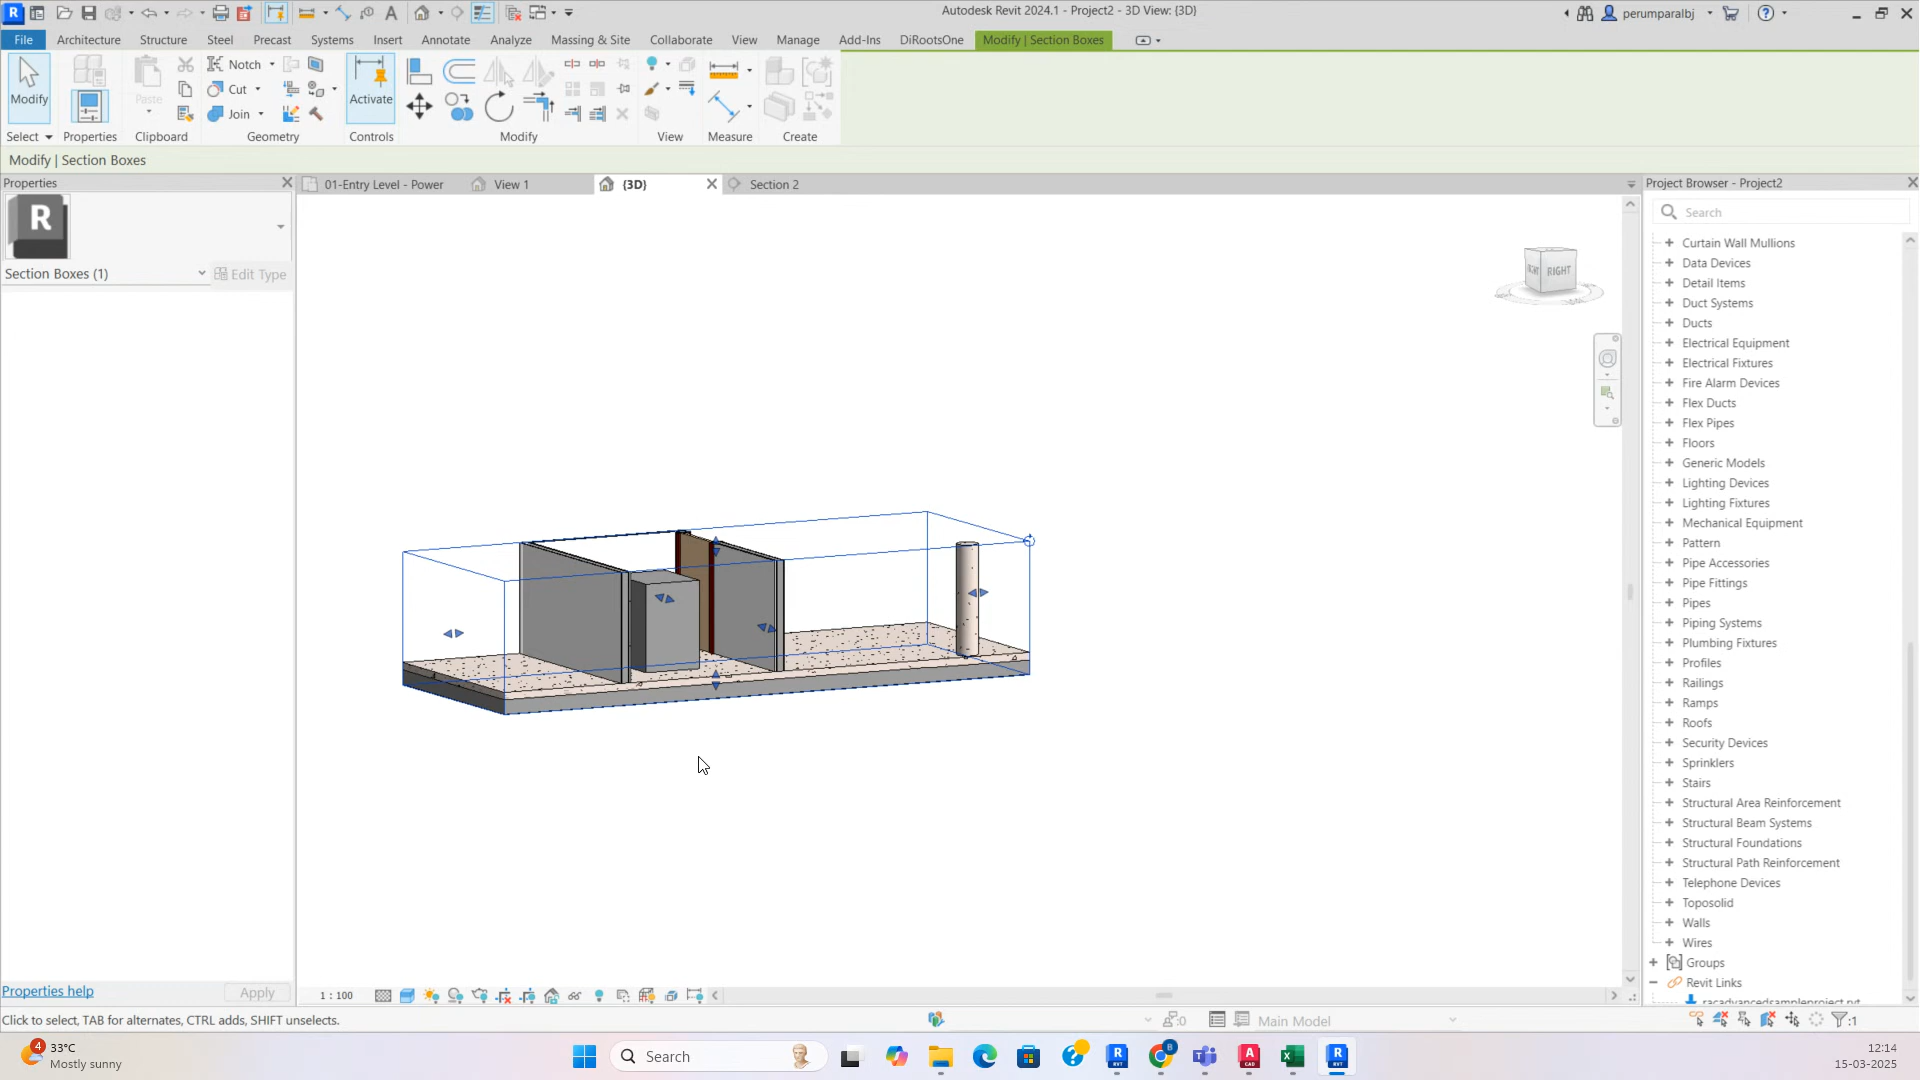 Autodesk Revit 2024.1 - Project2 - 3D View: {3D}
perumparalbj
File Architecture Structure Steel Precast Systems Insert Annotate Analyze Massing & Site Collaborate View Manage Add-Ins DiRootsOne Modify | Section Boxes
Modify
Paste
Notch
Cut
Join
Activate
Select Properties Clipboard Geometry Controls Modify View Measure Create
Modify | Section Boxes
Properties
01-Entry Level - Power
View 1
{3D}
Section 2
Project Browser - Project2
R
Search
Section Boxes (1)
Edit Type
RIGHT
Curtain Wall Mullions
Data Devices
Detail Items
Duct Systems
Ducts
Electrical Equipment
Electrical Fixtures
Fire Alarm Devices
Flex Ducts
Flex Pipes
Floors
Generic Models
Lighting Devices
Lighting Fixtures
Mechanical Equipment
Pattern
Pipe Accessories
Pipe Fittings
Pipes
Piping Systems
Plumbing Fixtures
Profiles
Railings
Ramps
Roofs
Security Devices
Sprinklers
Stairs
Structural Area Reinforcement
Structural Beam Systems
Structural Foundations
Structural Path Reinforcement
Telephone Devices
Toposolid
Walls
Wires
Groups
Revit Links
racadvancedsampleproject.rvt
Properties help
Apply
1 : 100
Click to select, TAB for alternates, CTRL adds, SHIFT unselects.
:0
Main Model
:1
4
33°C
Mostly sunny
Search
12:14
15-03-2025